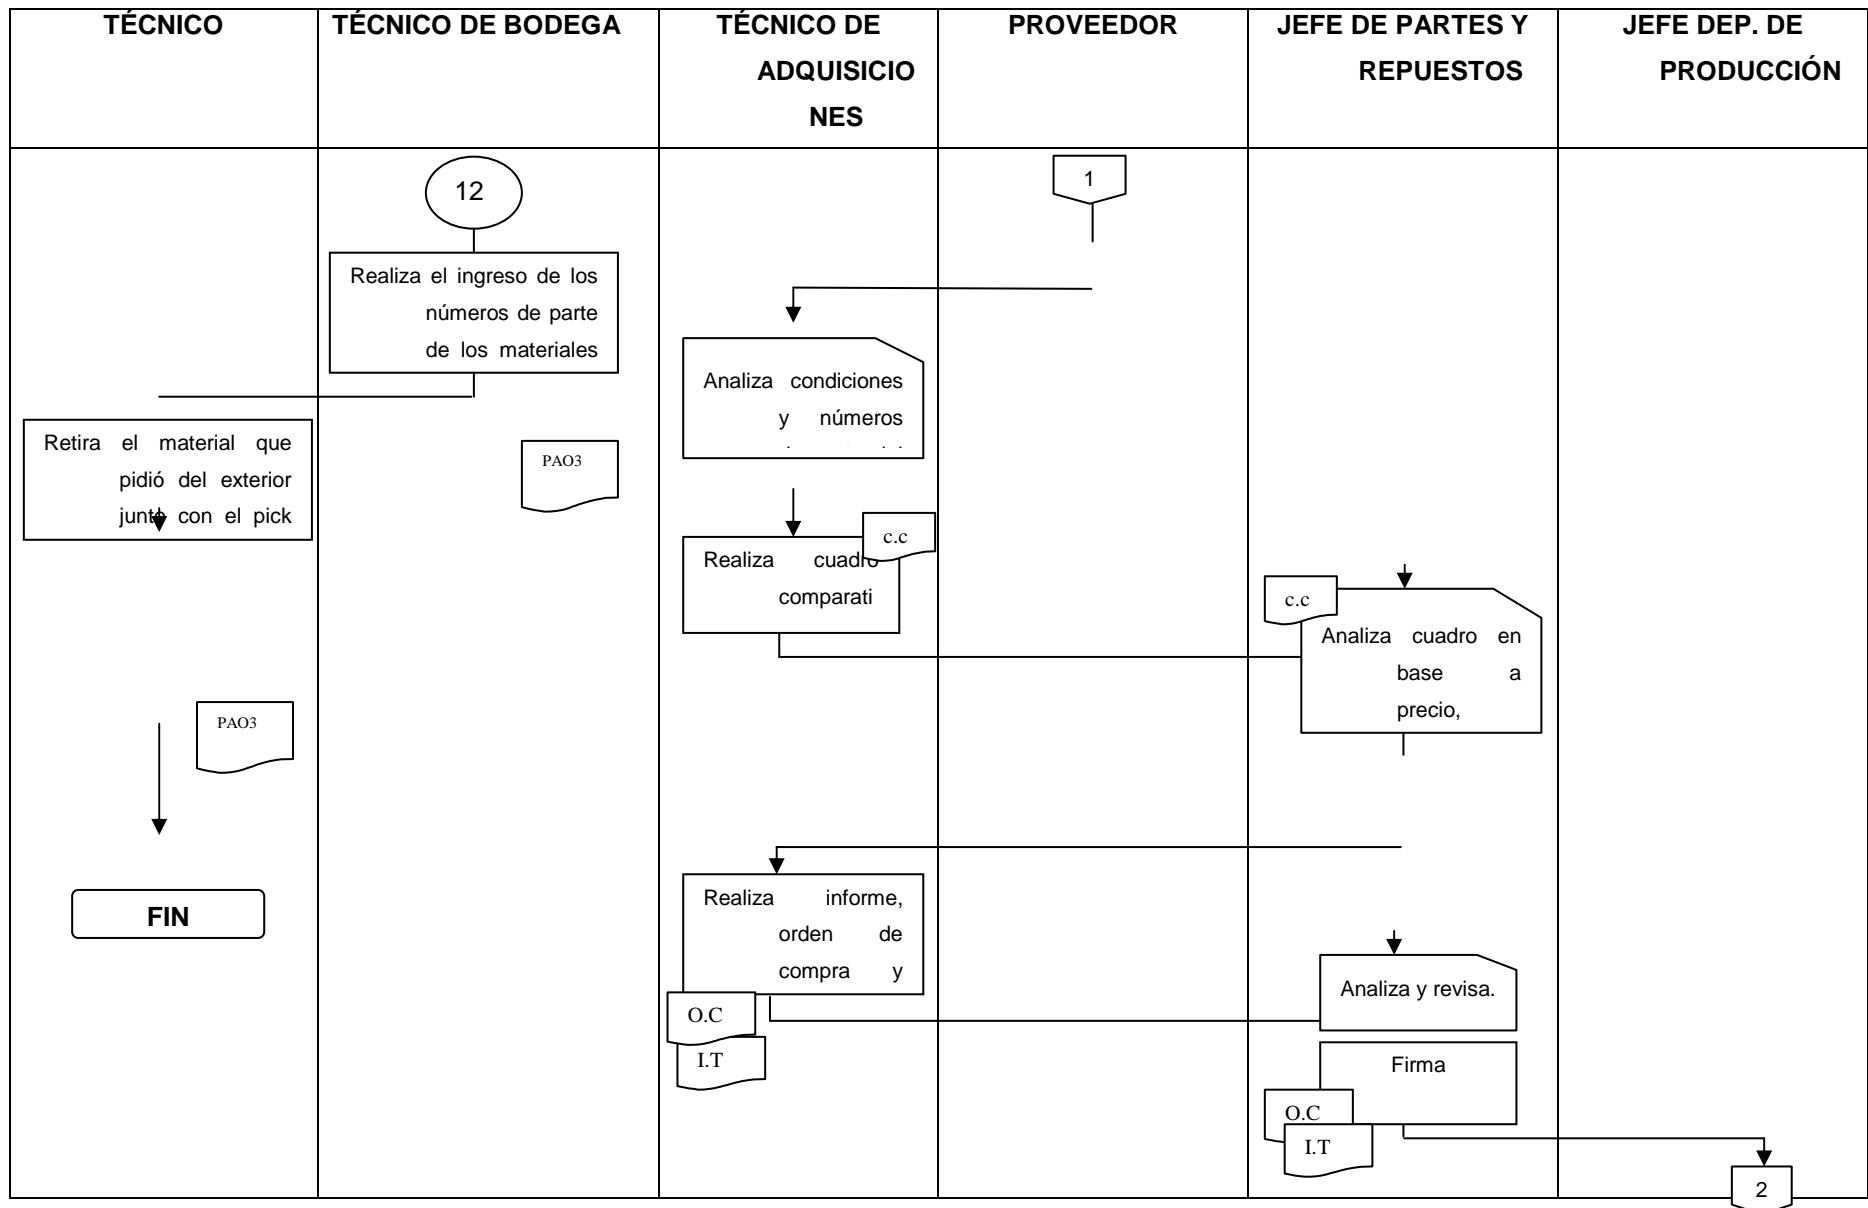 TÉCNICO
TÉCNICO DE BODEGA
TÉCNICO DE
ADQUISICIO
NES
PROVEEDOR
JEFE DE PARTES Y
REPUESTOS
JEFE DEP. DE
PRODUCCIÓN
12
1
Realiza el ingreso de los
números de parte
de los materiales
Analiza condiciones
y números
Retira el material que
pidió del exterior
junto con el pick
PAO3
c.c
Realiza cuadro
comparati
c.c
Analiza cuadro en
base a
precio,
PAO3
Realiza informe,
orden de
compra y
FIN
Analiza y revisa.
O.C
I.T
Firma
O.C
I.T
2